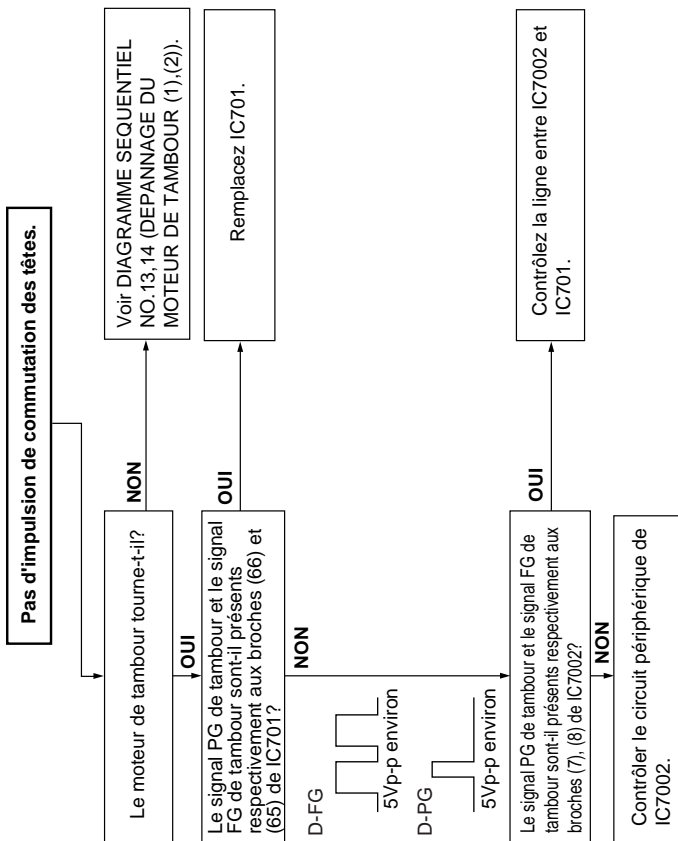 Pas d'impulsion de commutation des têtes.
Le moteur de tambour tourne-t-il?
NON
Voir DIAGRAMME SEQUENTIEL
NO.13,14 (DEPANNAGE DU
MOTEUR DE TAMBOUR (1),(2)).
OUI
Le signal PG de tambour et le signal
FG de tambour sont-il présents
respectivement aux broches (66) et
(65) de IC701?
OUI
Remplacez IC701.
NON
D-FG
5Vp-p environ
D-PG
5Vp-p environ
Le signal PG de tambour et le signal FG de
tambour sont-il présents respectivement aux
broches (7), (8) de IC7002?
OUI
Contrôlez la ligne entre IC7002 et
IC701.
NON
Contrôler le circuit périphérique de
IC7002.